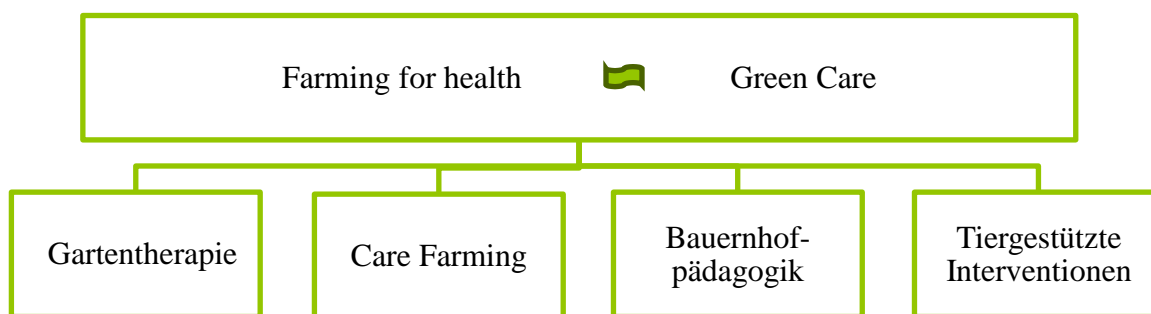 Farming for health Green Care
Gartentherapie
Care Farming
Bauernhof-
pädagogik
Tiergestützte
Interventionen